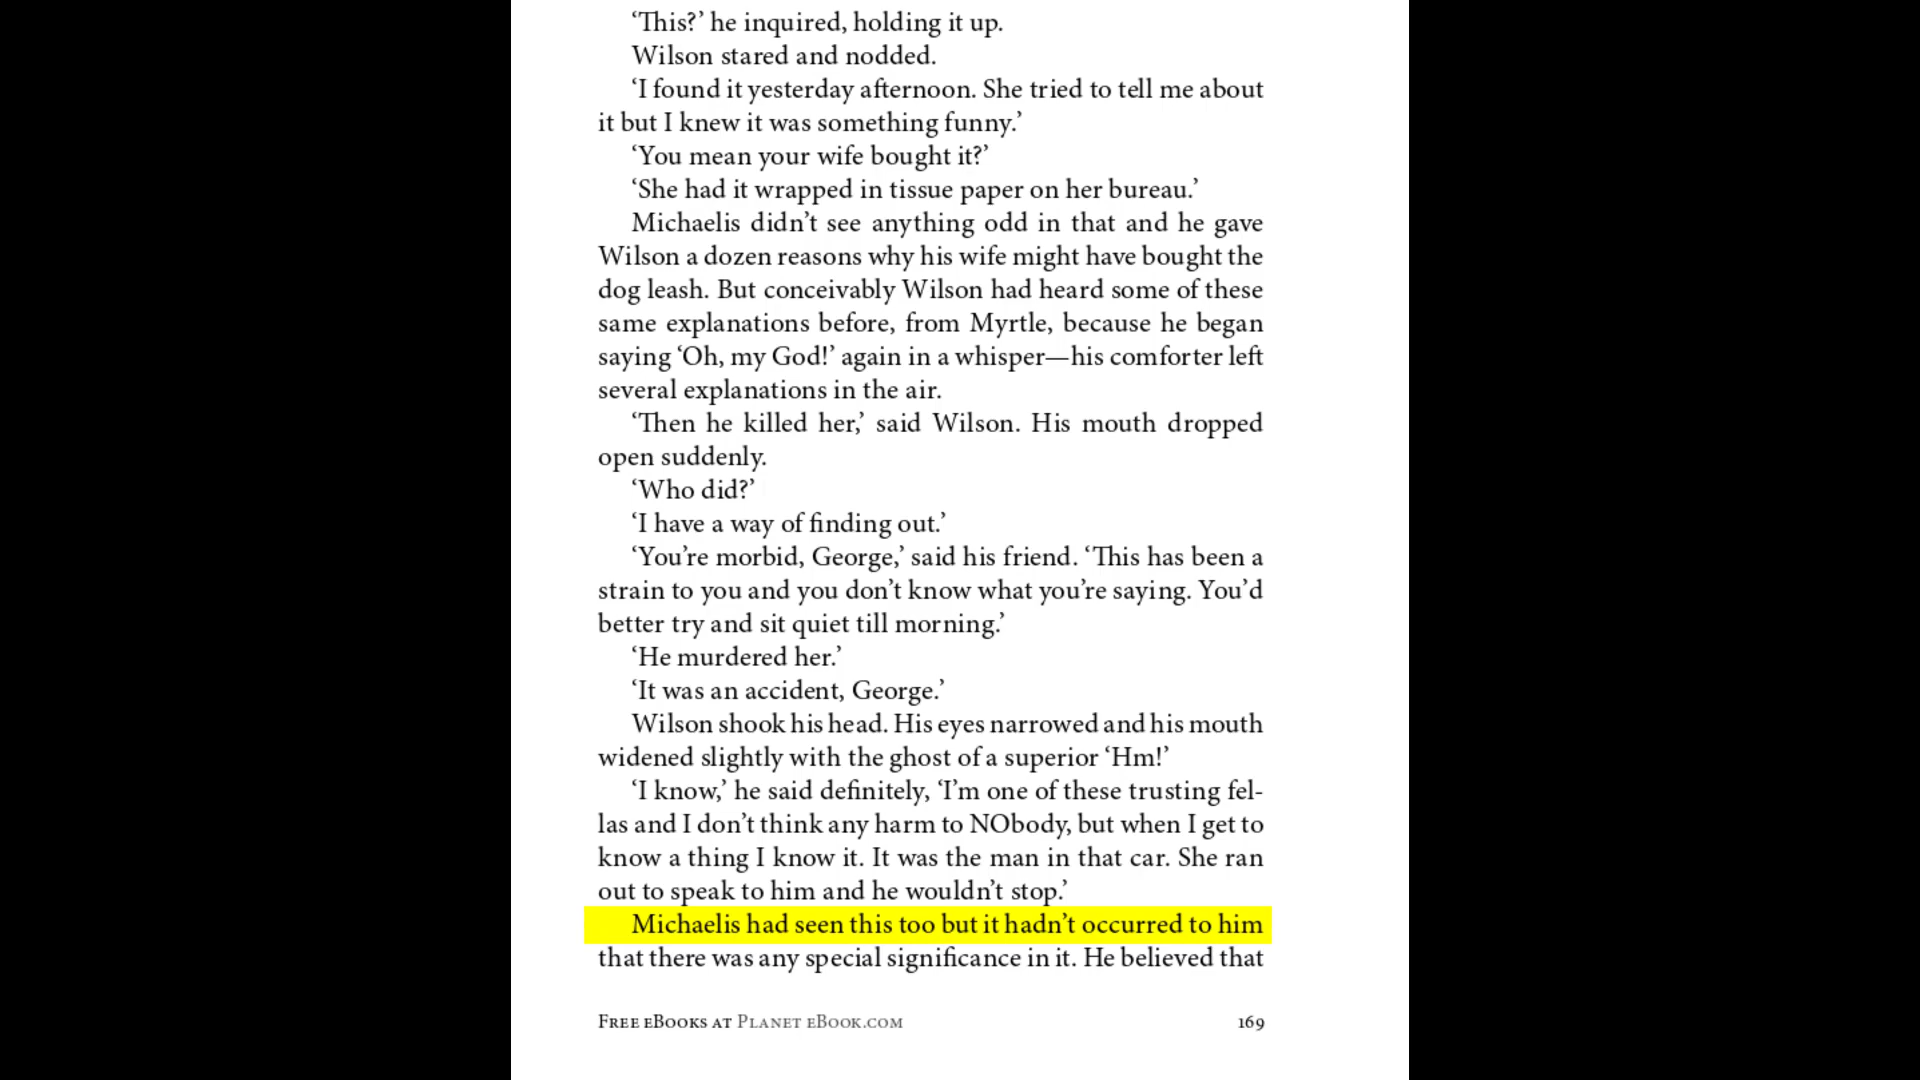 ‘This?’ he inquired, holding it up.
Wilson stared and nodded.
‘I found it yesterday afternoon. She tried to tell me about
it but I knew it was something funny.’
‘You mean your wife bought it?’
‘She had it wrapped in tissue paper on her bureau.’
Michaelis didn’t see anything odd in that and he gave
Wilson a dozen reasons why his wife might have bought the
dog leash. But conceivably Wilson had heard some of these
same explanations before, from Myrtle, because he began
saying ‘Oh, my God!’ again in a whisper—his comforter left
several explanations in the air.
‘Then he killed her,’ said Wilson. His mouth dropped
open suddenly.
‘Who did?’
‘I have a way of finding out.’
‘You’re morbid, George,’ said his friend. ‘This has been a
strain to you and you don’t know what you’re saying. You’d
better try and sit quiet till morning.’
‘He murdered her.’
‘It was an accident, George.’
Wilson shook his head. His eyes narrowed and his mouth
widened slightly with the ghost of a superior ‘Hm!’
‘I know,’ he said definitely, ‘I’m one of these trusting fel-
las and I don’t think any harm to NObody, but when I get to
know a thing I know it. It was the man in that car. She ran
out to speak to him and he wouldn’t stop.’
Michaelis had seen this too but it hadn’t occurred to him
that there was any special significance in it. He believed that
Free eBooks at Planet eBook.com
169